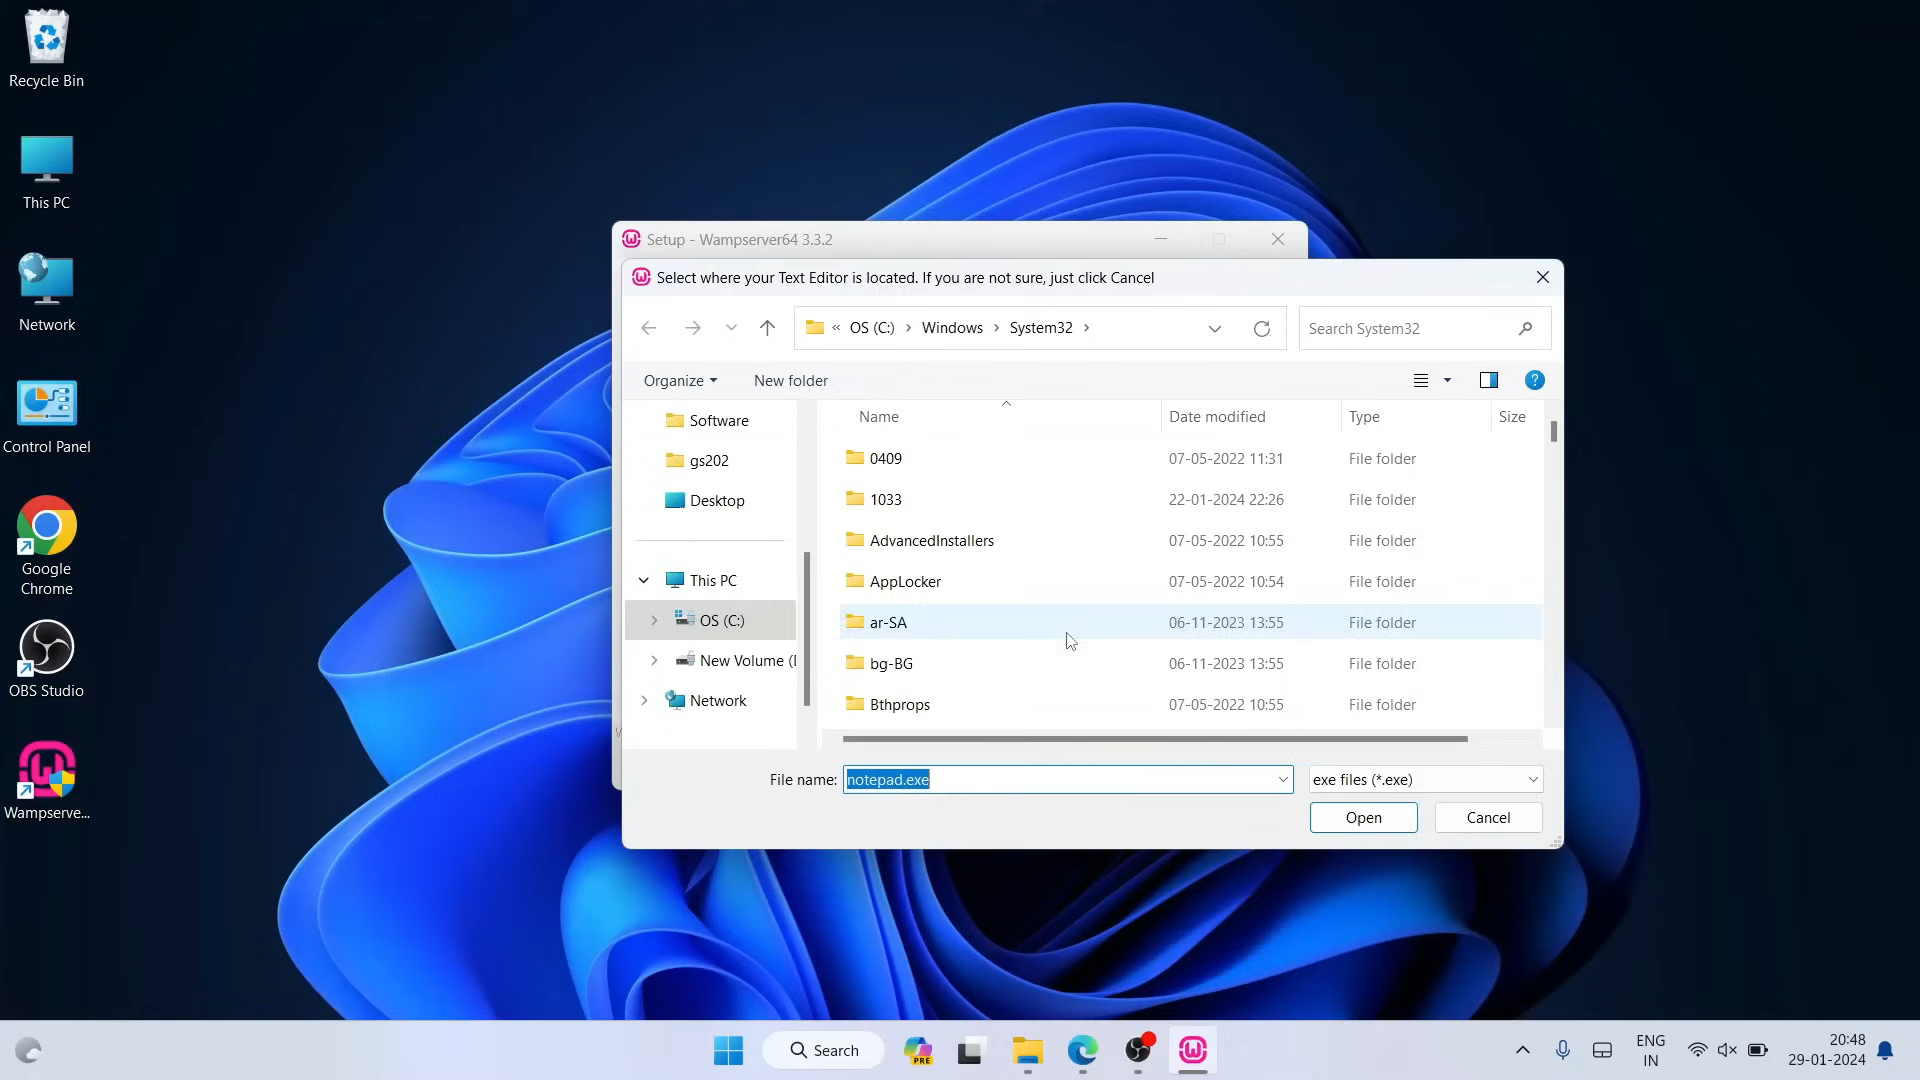 Recycle Bin
This PC
Network
Control Panel
Google
Chrome
OBS Studio
Wampserve...
Setup - Wampserver64 3.3.2
Select where your Text Editor is located. If you are not sure, just click Cancel
« OS (C:) › Windows › System32 ›
Search System32
Organize
New folder
Software
gs202
Desktop
This PC
OS (C:)
New Volume (
Network
Name Date modified Type Size
0409 07-05-2022 11:31 File folder
1033 22-01-2024 22:26 File folder
AdvancedInstallers 07-05-2022 10:55 File folder
AppLocker 07-05-2022 10:54 File folder
ar-SA 06-11-2023 13:55 File folder
bg-BG 06-11-2023 13:55 File folder
Bthprops 07-05-2022 10:55 File folder
File name: notepad.exe
exe files (*.exe)
Open
Cancel
Search
PRE
ENG
IN
20:48
29-01-2024